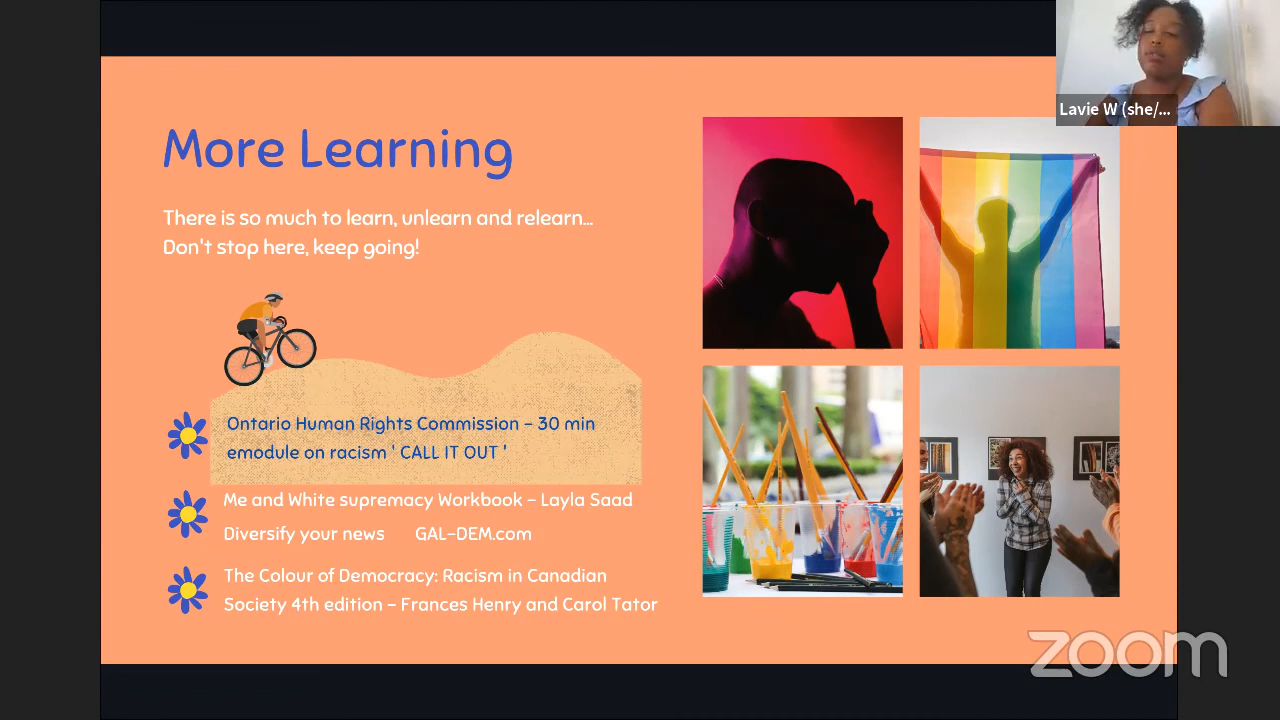 Lavie W (she/...
More Learning
There is so much to learn, unlearn and relearn...
Don't stop here, keep going!
Ontario Human Rights Commission - 30 min
emodule on racism ' CALL IT OUT '
Me and White supremacy Workbook - Layla Saad
Diversify your news GAL-DEM.com
The Colour of Democracy: Racism in Canadian
Society 4th edition - Frances Henry and Carol Tator
zoom